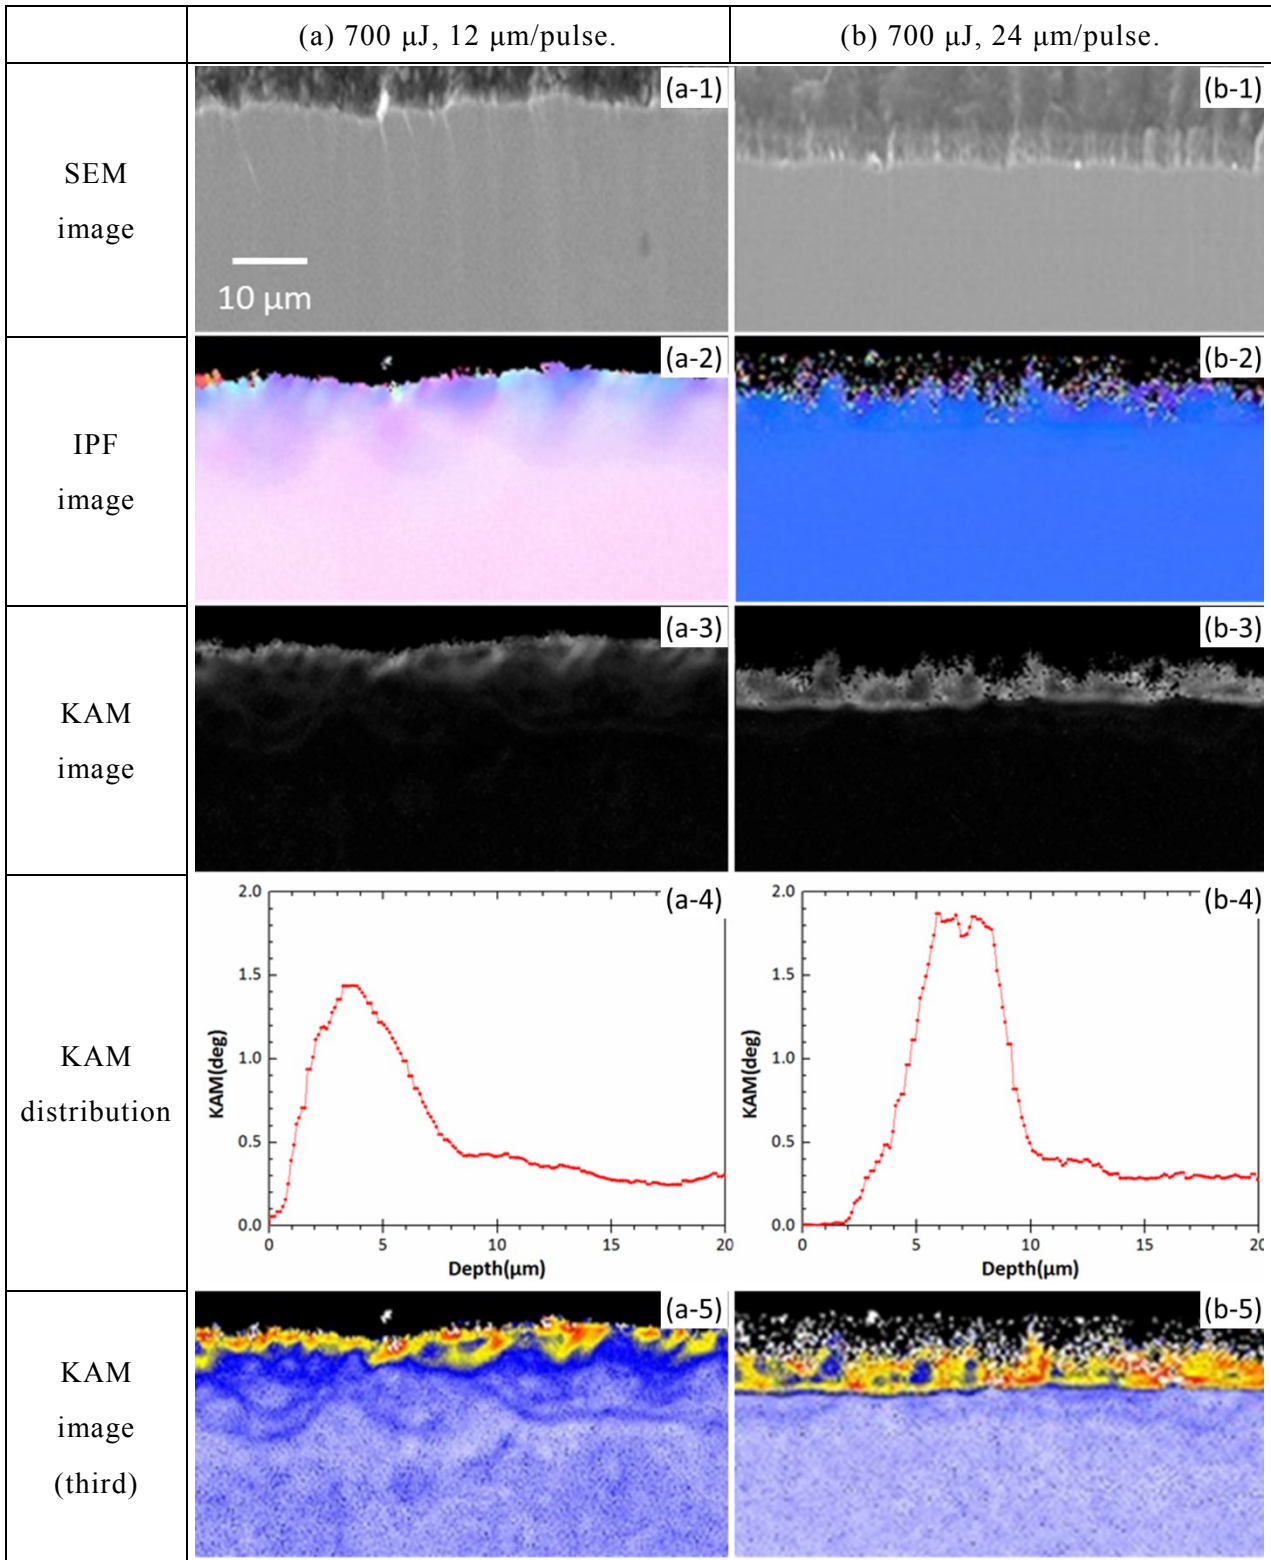 (a) 700 μJ, 12 μm/pulse.
(b) 700 μJ, 24 μm/pulse.
SEM
image
(a-1)
10 μm
(b-1)
IPF
image
(a-2)
(b-2)
KAM
image
(a-3)
(b-3)
KAM
distribution
(a-4)
2.0
1.5
1.0
0.5
0.0
KAM(deg)
0 5 10 15 20
Depth(μm)
(b-4)
2.0
1.5
1.0
0.5
0.0
KAM(deg)
0 5 10 15 20
Depth(μm)
KAM
image
(third)
(a-5)
(b-5)